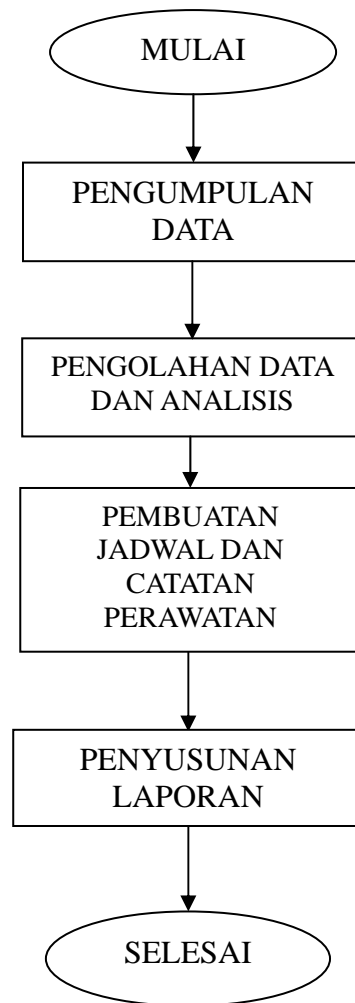 MULAI
PENGUMPULAN
DATA
PENGOLAHAN DATA
DAN ANALISIS
PEMBUATAN
JADWAL DAN
CATATAN
PERAWATAN
PENYUSUNAN
LAPORAN
SELESAI